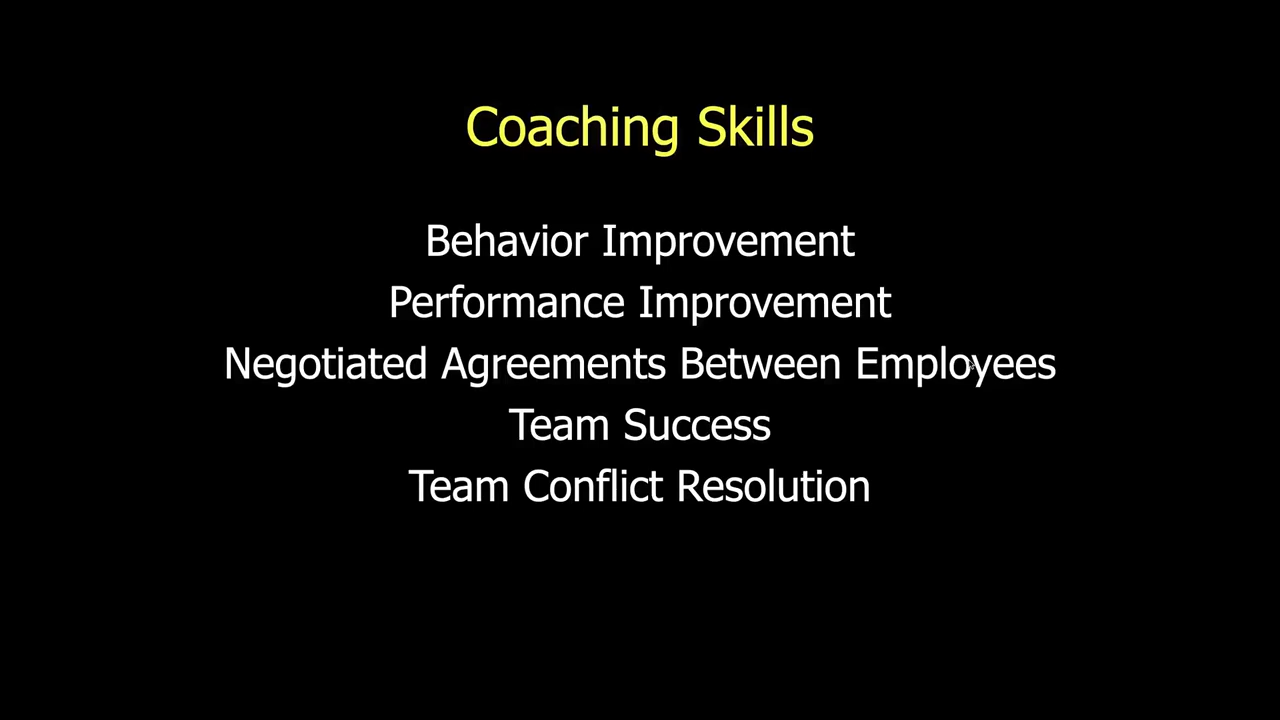 Coaching Skills
Behavior Improvement
Performance Improvement
Negotiated Agreements Between Employees
Team Success
Team Conflict Resolution